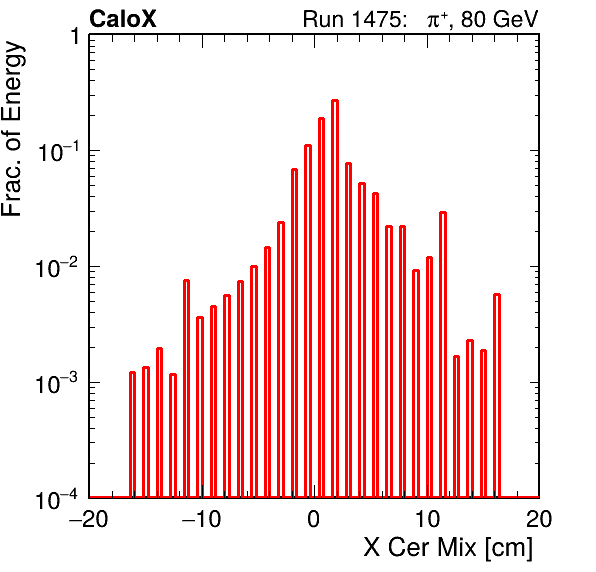 CaloX Run 1475: π⁺, 80 GeV
Frac. of Energy
1
10⁻¹
10⁻²
10⁻³
10⁻⁴
−20 −10 0 10 20
X Cer Mix [cm]